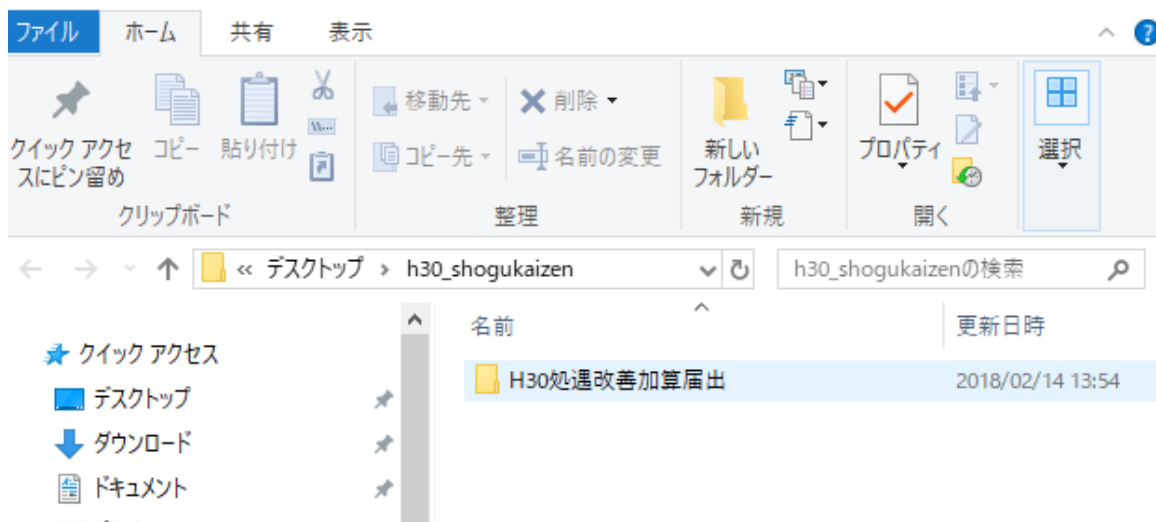 ファイル ホーム 共有 表示
クイック アクセスにピン留め
コピー
貼り付け
移動先
コピー先
削除
名前の変更
新しいフォルダー
プロパティ
選択
クリップボード 整理 新規 開く
« デスクトップ › h30_shogukaizen
h30_shogukaizenの検索
名前 更新日時
クイック アクセス
H30処遇改善加算届出 2018/02/14 13:54
デスクトップ
ダウンロード
ドキュメント